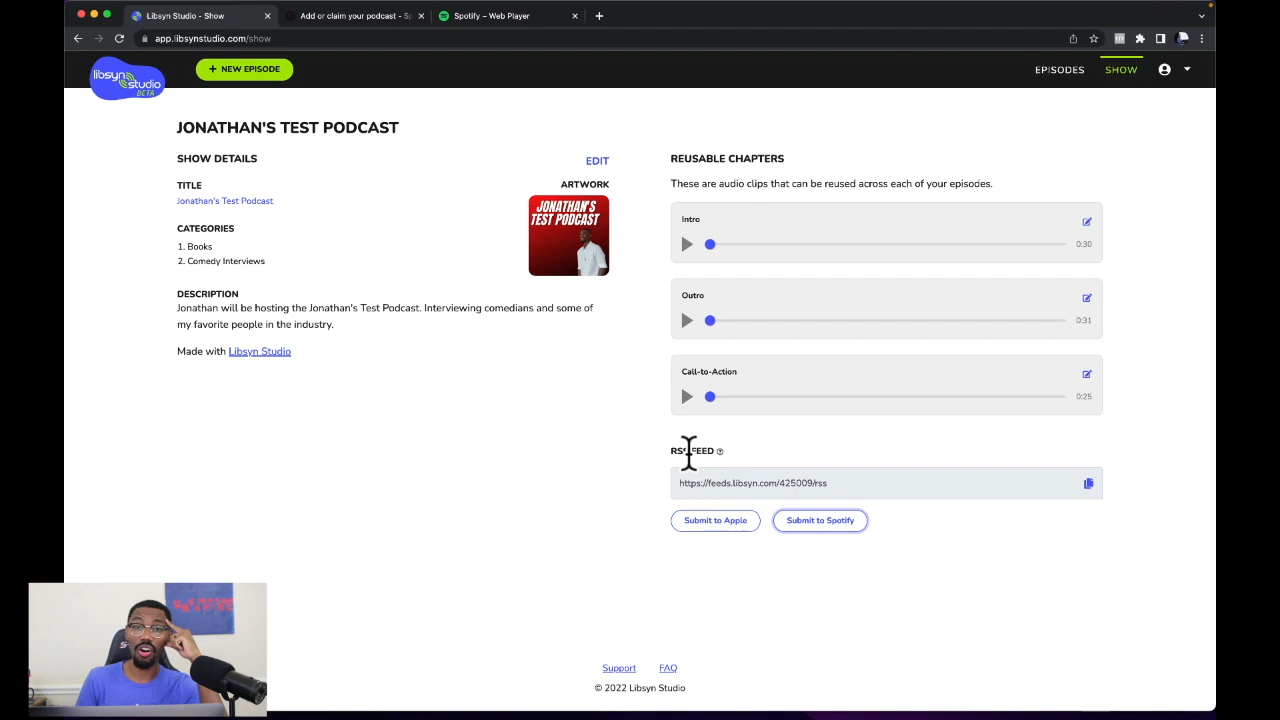 Libsyn Studio - Show
Add or claim your podcast - Sp
Spotify – Web Player
app.libsynstudio.com/show
libsyn
studio
BETA
+ NEW EPISODE
EPISODES
SHOW
JONATHAN'S TEST PODCAST
SHOW DETAILS
EDIT
TITLE
Jonathan's Test Podcast
ARTWORK
JONATHAN'S
TEST PODCAST
CATEGORIES
1. Books
2. Comedy Interviews
DESCRIPTION
Jonathan will be hosting the Jonathan's Test Podcast. Interviewing comedians and some of
my favorite people in the industry.
Made with Libsyn Studio
REUSABLE CHAPTERS
These are audio clips that can be reused across each of your episodes.
Intro
0:30
Outro
0:31
Call-to-Action
0:25
RSS FEED
https://feeds.libsyn.com/425009/rss
Submit to Apple
Submit to Spotify
Support
FAQ
© 2022 Libsyn Studio